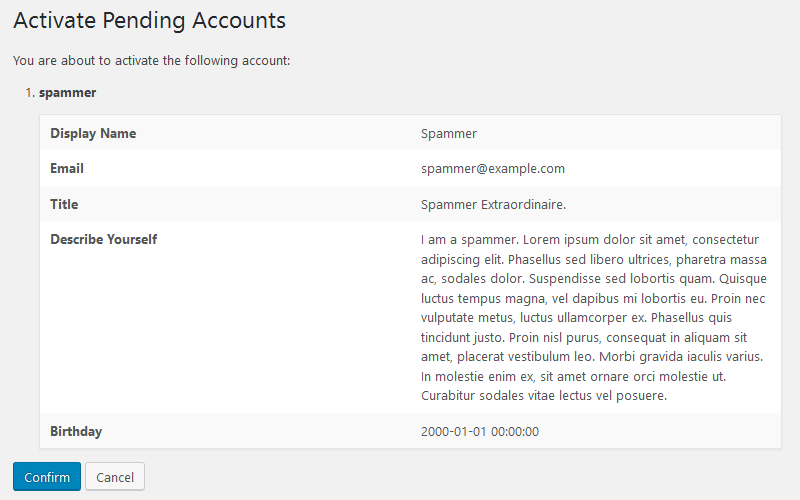 Activate Pending Accounts
You are about to activate the following account:
1. spammer
Display Name Spammer
Email spammer@example.com
Title Spammer Extraordinaire.
Describe Yourself I am a spammer. Lorem ipsum dolor sit amet, consectetur
adipiscing elit. Phasellus sed libero ultrices, pharetra massa
ac, sodales dolor. Suspendisse sed lobortis quam. Quisque
luctus tempus magna, vel dapibus mi lobortis eu. Proin nec
vulputate metus, luctus ullamcorper ex. Phasellus quis
tincidunt justo. Proin nisl purus, consequat in aliquam sit
amet, placerat vestibulum leo. Morbi gravida iaculis varius.
In molestie enim ex, sit amet ornare orci molestie ut.
Curabitur sodales vitae lectus vel posuere.
Birthday 2000-01-01 00:00:00
Confirm Cancel